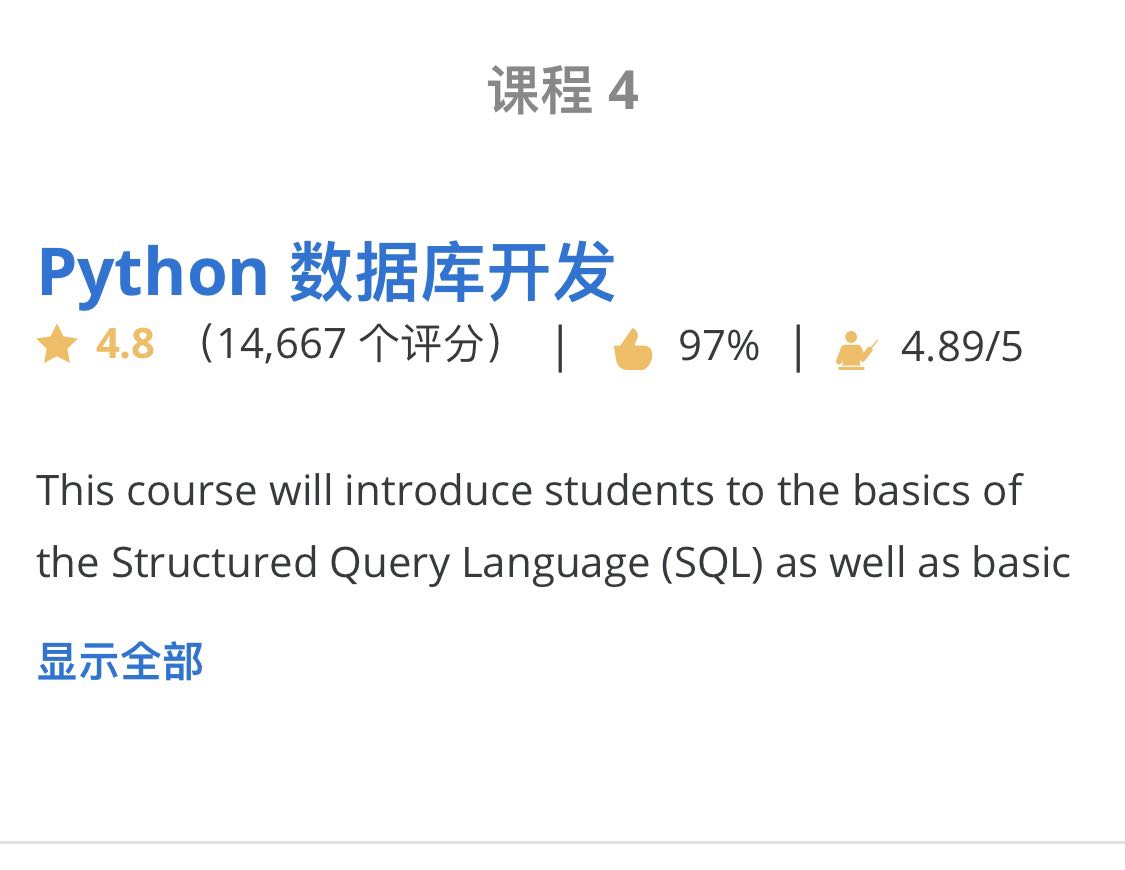 课程 4
Python 数据库开发
4.8 （14,667 个评分） | 97% | 4.89/5
This course will introduce students to the basics of
the Structured Query Language (SQL) as well as basic
显示全部